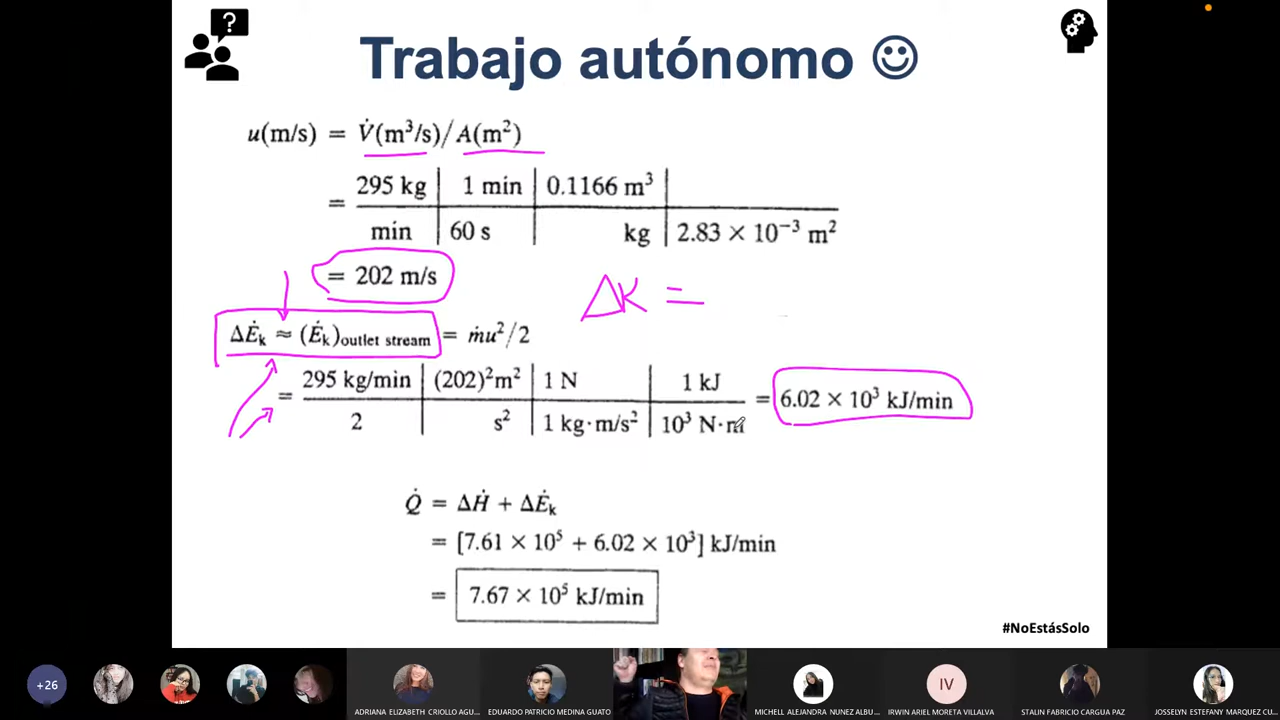 ?
Trabajo autónomo
u(m/s) = V̇(m³/s)/A(m²)
= 295 kg | 1 min | 0.1166 m³ |
min | 60 s | kg | 2.83 × 10⁻³ m²
= 202 m/s
ΔK =
ΔĖk ≈ (Ėk)outlet stream = ṁu²/2
= 295 kg/min | (202)² m² | 1 N | 1 kJ = 6.02 × 10³ kJ/min
2 | s² | 1 kg·m/s² | 10³ N·m
Q̇ = ΔḢ + ΔĖk
= [7.61 × 10⁵ + 6.02 × 10³] kJ/min
= 7.67 × 10⁵ kJ/min
#NoEstásSolo
+26
IV
ADRIANA ELIZABETH CRIOLLO AGU...
EDUARDO PATRICIO MEDINA GUATO
MICHELL ALEJANDRA NUNEZ ALBU...
IRWIN ARIEL MORETA VILLALVA
STALIN FABRICIO CARGUA PAZ
JOSSELYN ESTEFANY MARQUEZ CU...